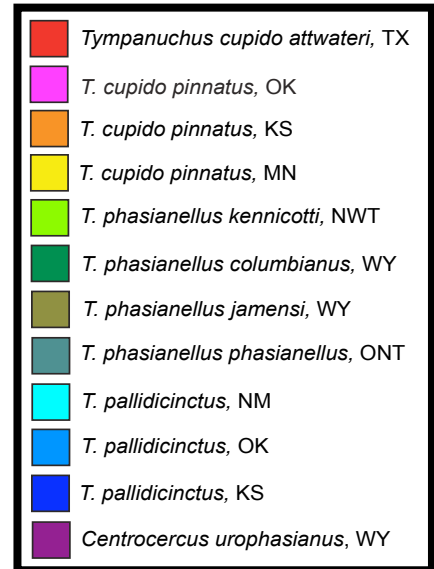 Tympanuchus cupido attwateri, TX
T. cupido pinnatus, OK
T. cupido pinnatus, KS
T. cupido pinnatus, MN
T. phasianellus kennicotti, NWT
T. phasianellus columbianus, WY
T. phasianellus jamensi, WY
T. phasianellus phasianellus, ONT
T. pallidicinctus, NM
T. pallidicinctus, OK
T. pallidicinctus, KS
Centrocercus urophasianus, WY